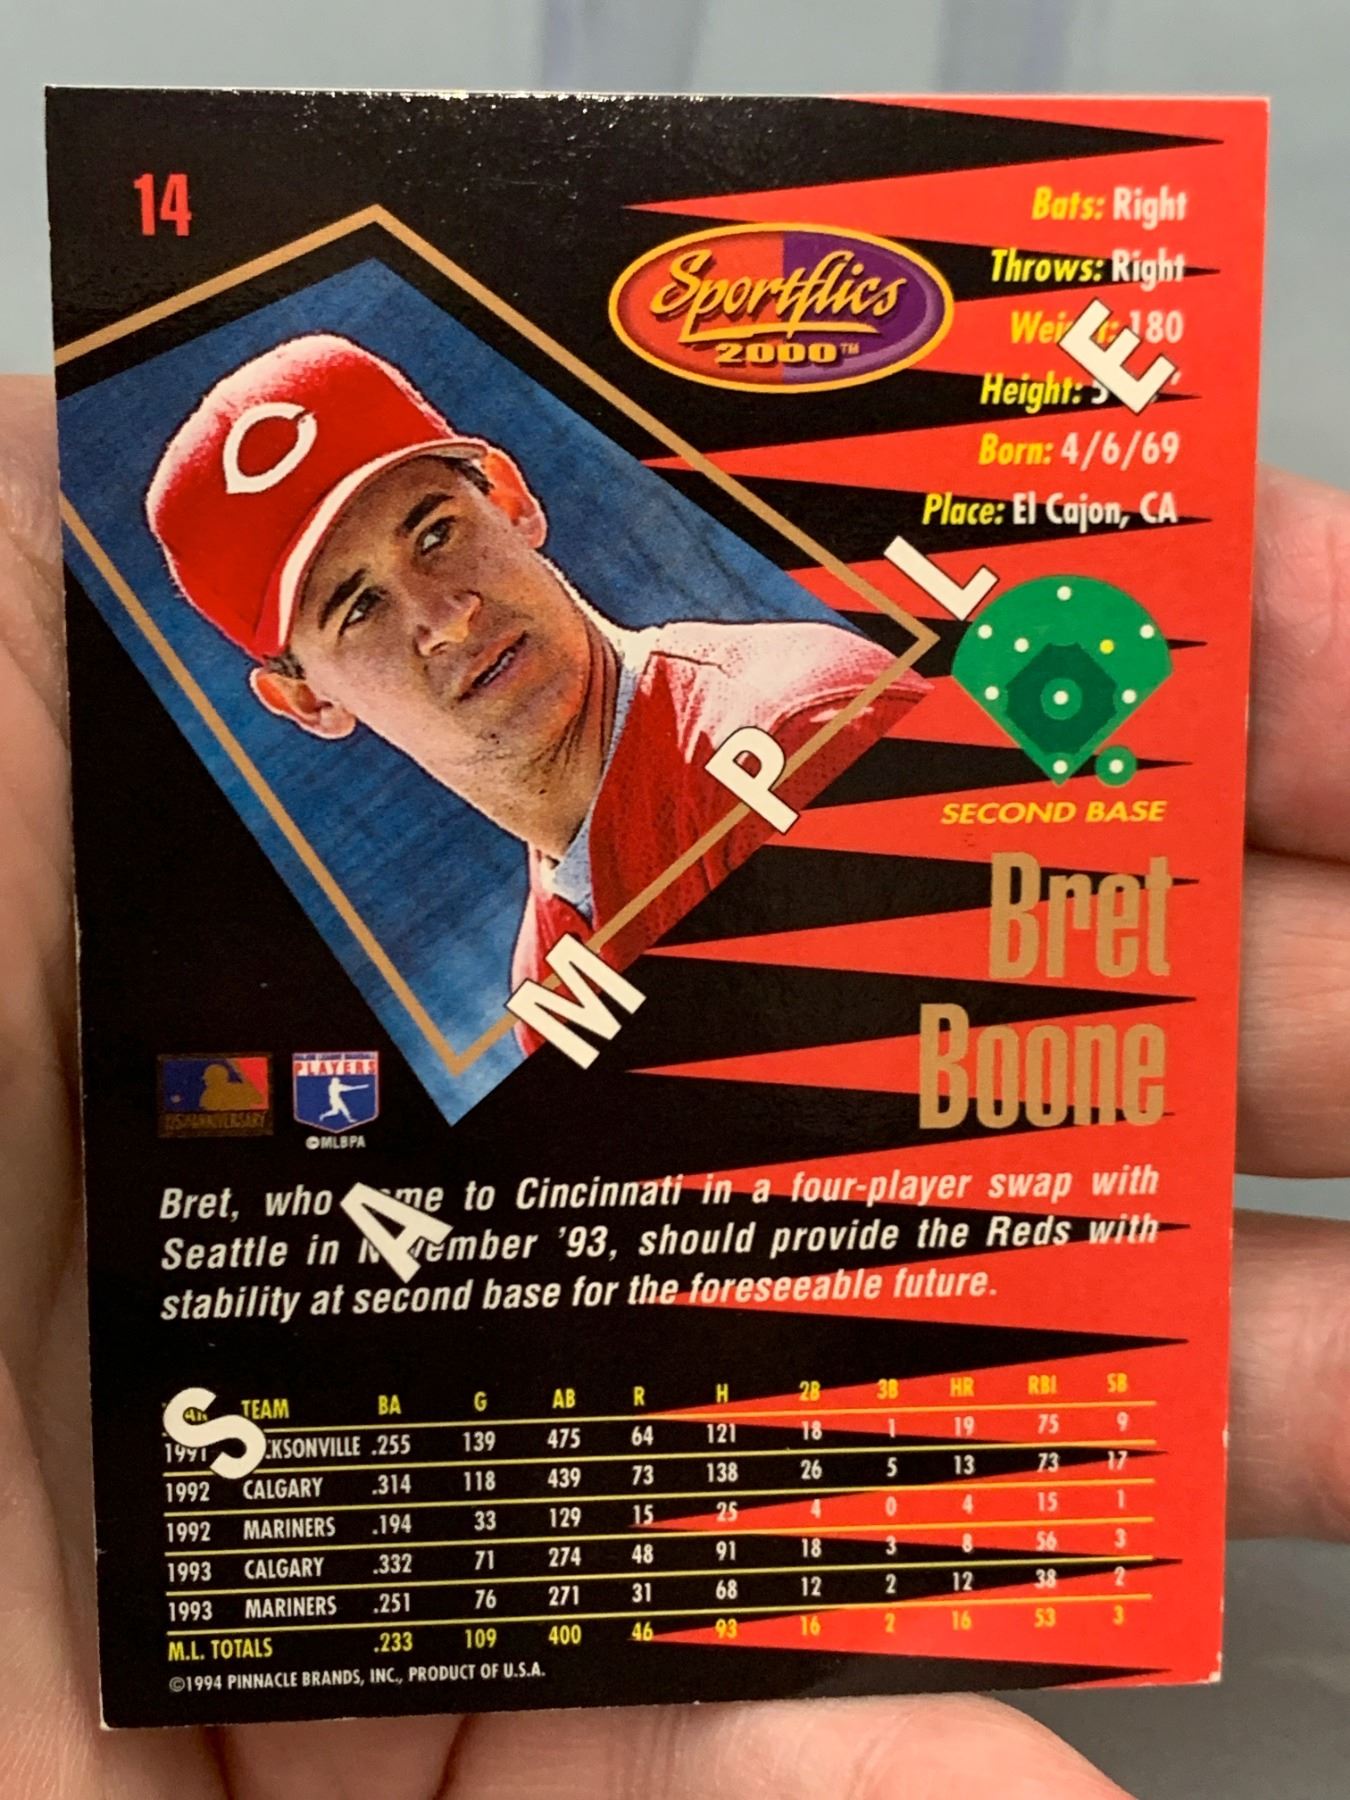 14
Sportflics
2000™
Bats: Right
Throws: Right
180
Height:
Born: 4/6/69
Place: El Cajon, CA
SAMPLE
SECOND BASE
Bret
Boone
MAJOR LEAGUE BASEBALL
PLAYERS
125TH ANNIVERSARY
©MLBPA
Bret, who to Cincinnati in a four-player swap with
Seattle in '93, should provide the Reds with
stability at second base for the foreseeable future.
TEAM BA G AB R H 2B 3B HR RBI SB
1991 .255 139 475 64 121 18 1 19 75 9
1992 CALGARY .314 118 439 73 138 26 5 13 73 17
1992 MARINERS .194 33 129 15 25 4 0 4 15 1
1993 CALGARY .332 71 274 48 91 18 3 8 56 3
1993 MARINERS .251 76 271 31 68 12 2 12 38 2
M.L. TOTALS .233 109 400 46 93 16 2 16 53 3
©1994 PINNACLE BRANDS, INC., PRODUCT OF U.S.A.